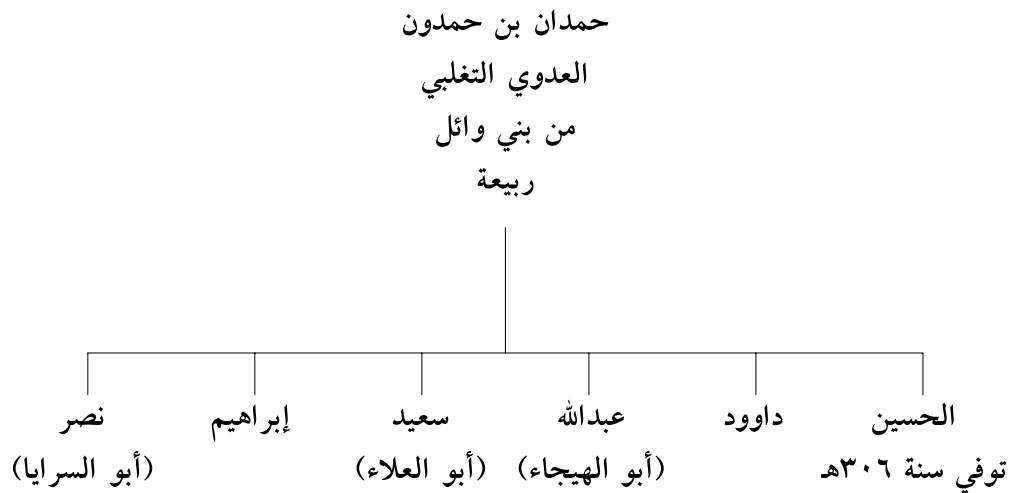 حمدان بن حمدون
العدوي التغلبي
من بني وائل
ربيعة
الحسين داوود عبدالله سعيد إبراهيم نصر
توفي سنة ٣٠٦هـ (أبو الهيجاء) (أبو العلاء) (أبو السرايا)